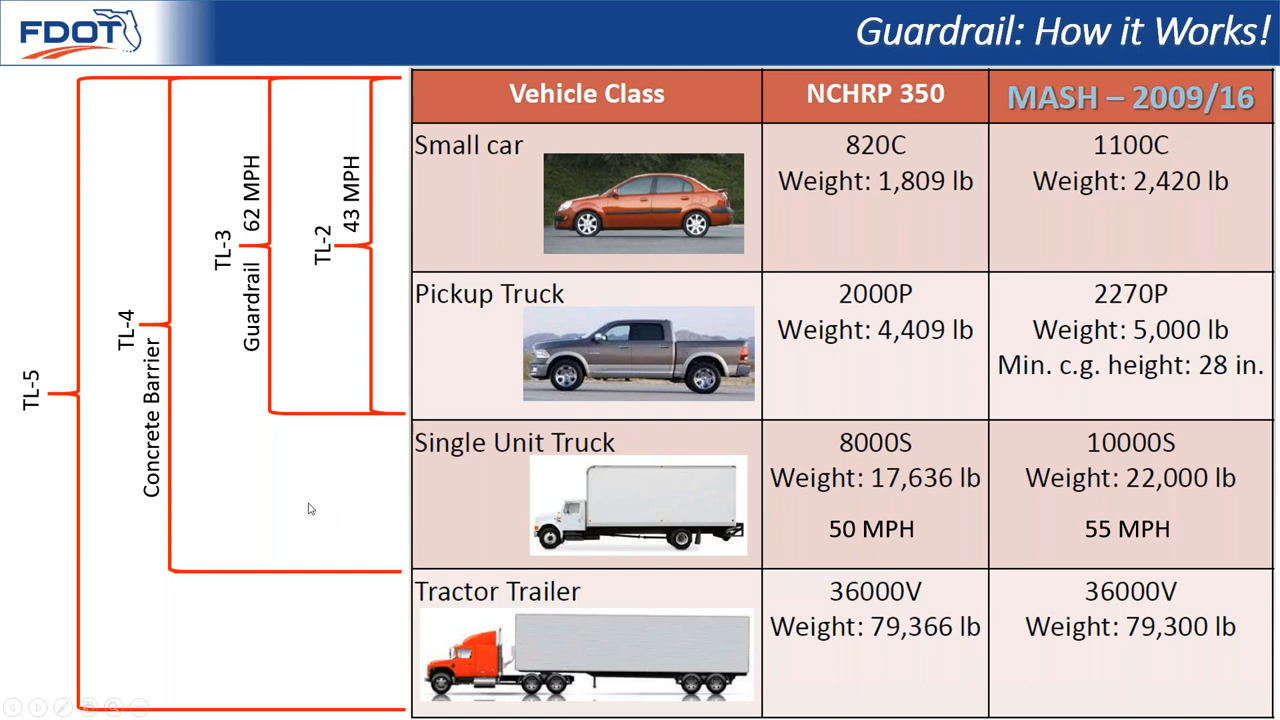 FDOT
Guardrail: How it Works!
TL-5
TL-4
Concrete Barrier
TL-3
Guardrail 62 MPH
TL-2
43 MPH
Vehicle Class
NCHRP 350
MASH – 2009/16
Small car
820C
Weight: 1,809 lb
1100C
Weight: 2,420 lb
Pickup Truck
2000P
Weight: 4,409 lb
2270P
Weight: 5,000 lb
Min. c.g. height: 28 in.
Single Unit Truck
8000S
Weight: 17,636 lb
50 MPH
10000S
Weight: 22,000 lb
55 MPH
Tractor Trailer
36000V
Weight: 79,366 lb
36000V
Weight: 79,300 lb